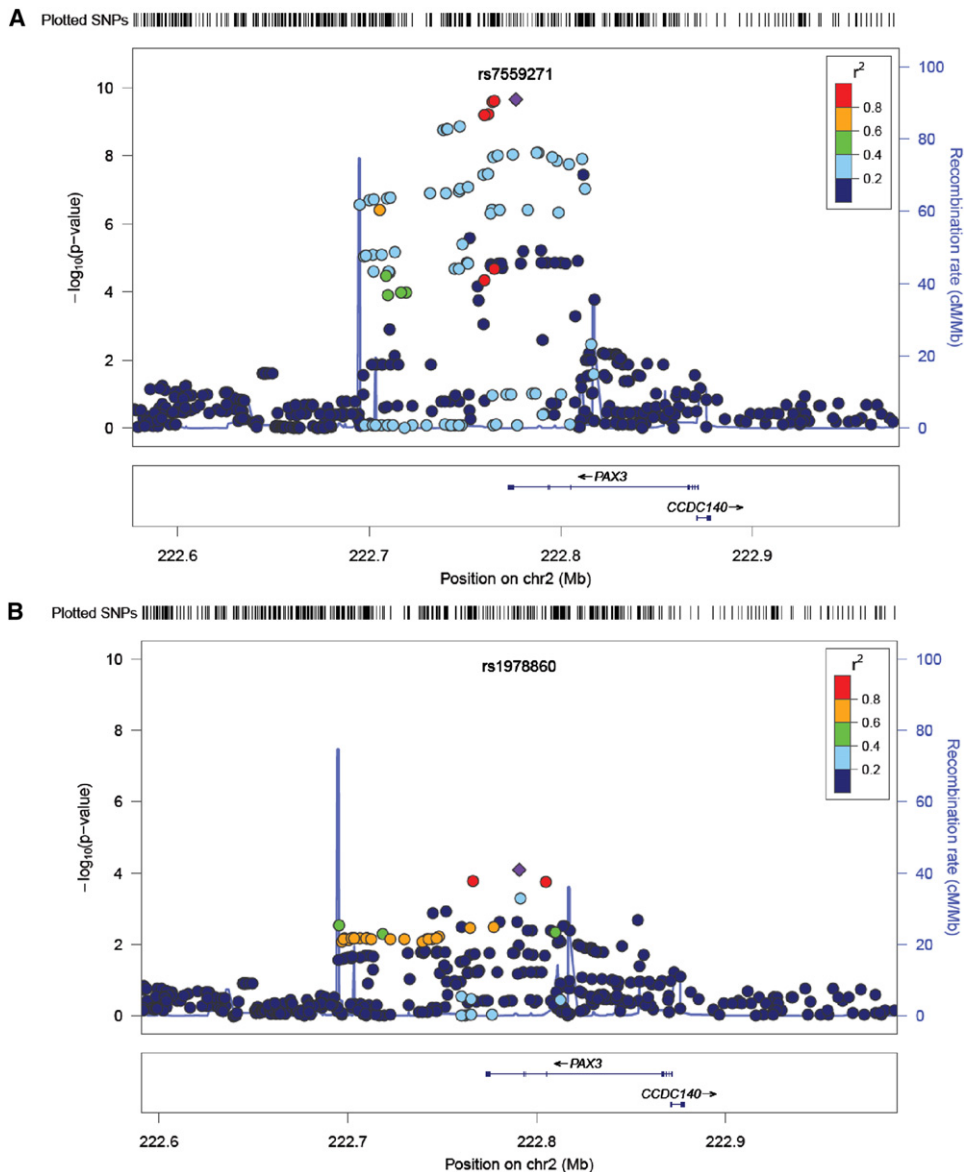 A
Plotted SNPs
rs7559271
r²
0.8
0.6
0.4
0.2
10
8
6
4
2
0
−log₁₀(p−value)
100
80
60
40
20
0
Recombination rate (cM/Mb)
←PAX3
CCDC140→
222.6 222.7 222.8 222.9
Position on chr2 (Mb)
B
Plotted SNPs
rs1978860
r²
0.8
0.6
0.4
0.2
10
8
6
4
2
0
−log₁₀(p−value)
100
80
60
40
20
0
Recombination rate (cM/Mb)
←PAX3
CCDC140→
222.6 222.7 222.8 222.9
Position on chr2 (Mb)